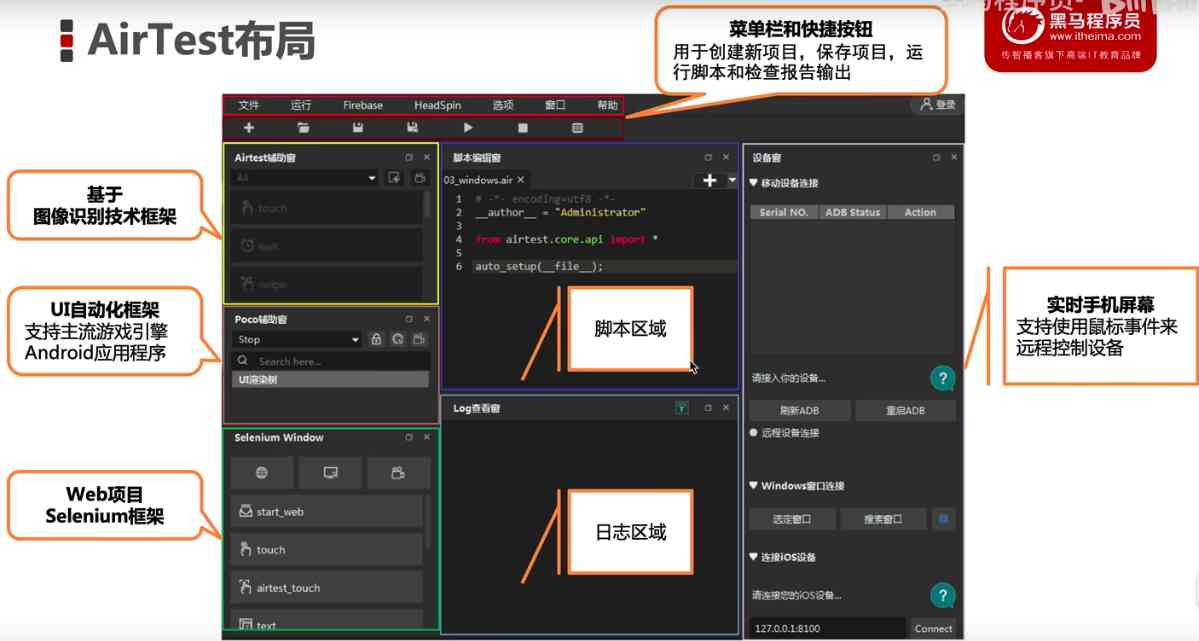 AirTest布局
菜单栏和快捷按钮
用于创建新项目，保存项目，运
行脚本和检查报告输出
黑马程序员
www.itheima.com
传智播客旗下高端IT教育品牌
文件 运行 Firebase HeadSpin 选项 窗口 帮助 登录
基于
图像识别技术框架
UI自动化框架
支持主流游戏引擎
Android应用程序
Web项目
Selenium框架
Airtest辅助窗
All
touch
wait
swipe
Poco辅助窗
Stop
Search here...
UI渲染树
Selenium Window
start_web
touch
airtest_touch
text
脚本编辑窗
03_windows.air
1 # -*- encoding=utf8 -*-
2 __author__ = "Administrator"
3
4 from airtest.core.api import *
5
6 auto_setup(__file__);
脚本区域
Log查看窗
日志区域
设备窗
移动设备连接
Serial NO. ADB Status Action
请接入你的设备...
?
刷新ADB 重启ADB
远程设备连接
Windows窗口连接
选定窗口 搜索窗口
连接iOS设备
请连接您的iOS设备...
?
127.0.0.1:8100 Connect
实时手机屏幕
支持使用鼠标事件来
远程控制设备